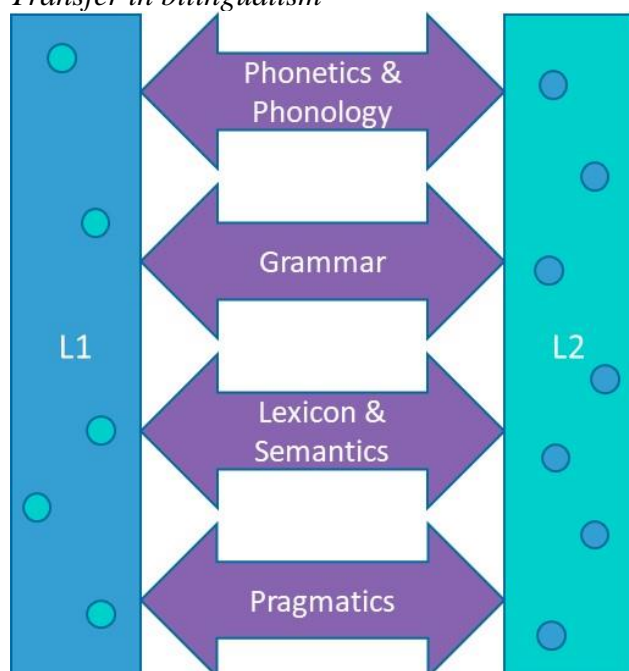 Transfer in bilingualism
Phonetics &
Phonology
Grammar
L1
L2
Lexicon &
Semantics
Pragmatics